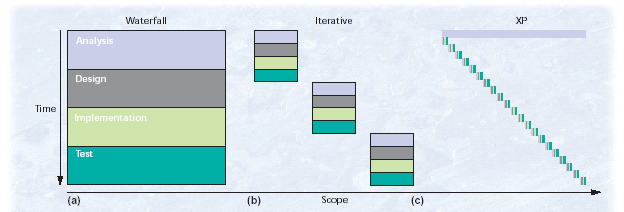 Waterfall
Iterative
XP
Analysis
Design
Time
Implementation
Test
(a)
(b)
Scope
(c)